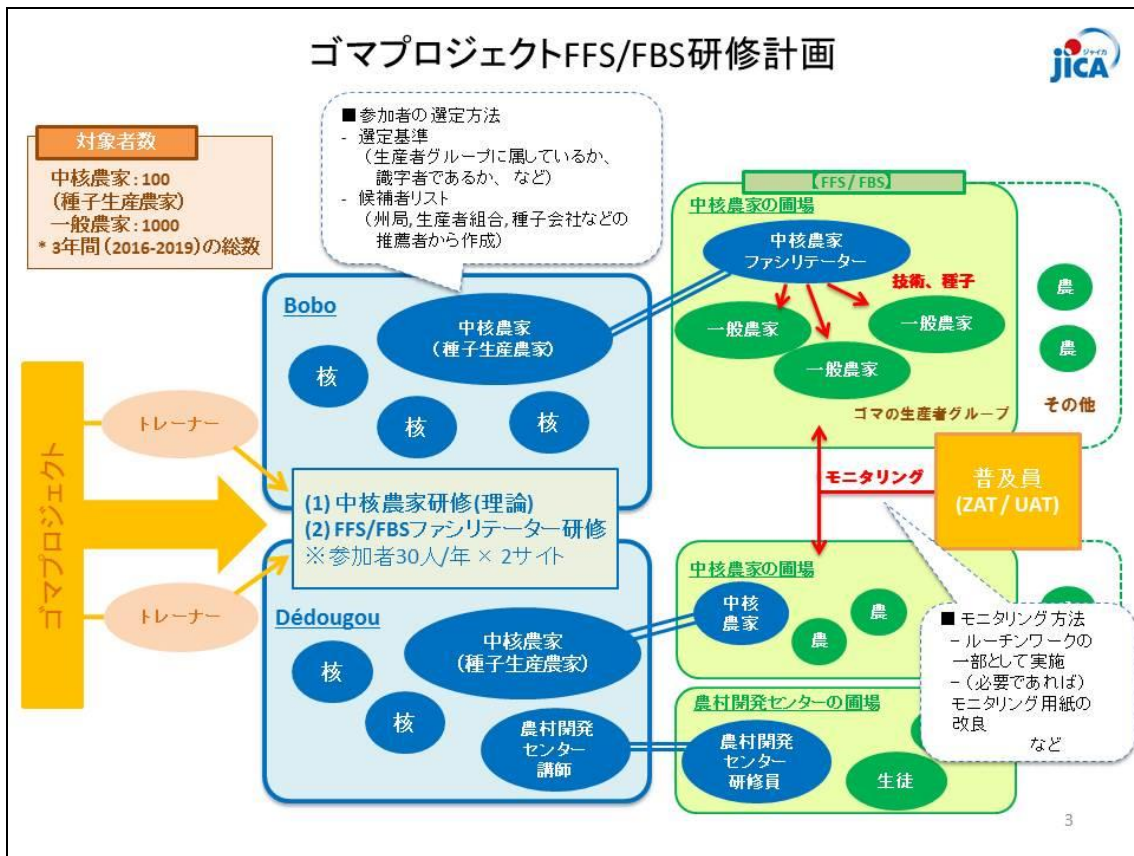 ゴマプロジェクトFFS/FBS研修計画
ジャイカ
jICA
対象者数
中核農家:100
(種子生産農家)
一般農家:1000
* 3年間(2016-2019)の総数
■ 参加者の選定方法
- 選定基準
(生産者グループに属しているか、
識字者であるか、など)
- 候補者リスト
(州局,生産者組合,種子会社などの
推薦者から作成)
【FFS / FBS】
中核農家の圃場
中核農家
ファシリテーター
技術、種子
一般農家
一般農家
一般農家
ゴマの生産者グループ
農
農
その他
Bobo
中核農家
(種子生産農家)
核
核
核
ゴマプロジェクト
トレーナー
トレーナー
(1) 中核農家研修(理論)
(2) FFS/FBSファシリテーター研修
※ 参加者30人/年 × 2サイト
モニタリング
普及員
(ZAT / UAT)
Dédougou
中核農家
(種子生産農家)
核
核
農村開発
センター
講師
中核農家の圃場
中核
農家
農
農
農村開発センターの圃場
農村開発
センター
研修員
生徒
■ モニタリング方法
- ルーチンワークの
一部として実施
- (必要であれば)
モニタリング用紙の
改良
など
3